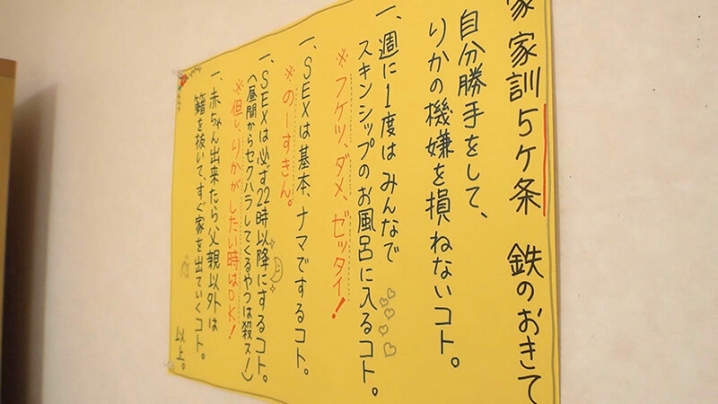 家家訓5ケ条 鉄のおきて
自分勝手をして、
りかの機嫌を損ねないコト。
一、週に1度はみんなで
スキンシップのお風呂に入るコト。
※フケツ、ダメ、ゼッタイ！
一、SEXは基本、ナマでするコト。
※のーすきん。
一、SEXは必ず22時以降にするコト。
（昼間からセクハラしてくるやつは殺ス！）
※但し、りかがしたい時はOK！
一、赤ちゃん出来たら父親以外は
籍を抜いて、すぐ家を出ていくコト。
以上。